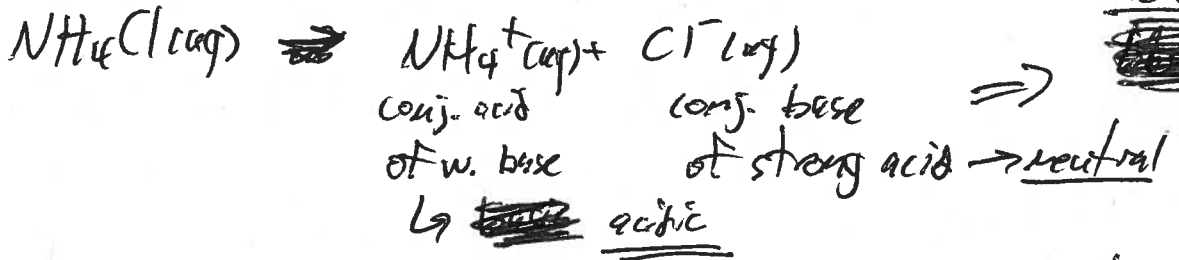 NH4Cl(aq) ⇒ NH4+(aq) + Cl-(aq)
conj. acid conj. base ⇒
of w. base of strong acid → neutral
↳ acidic